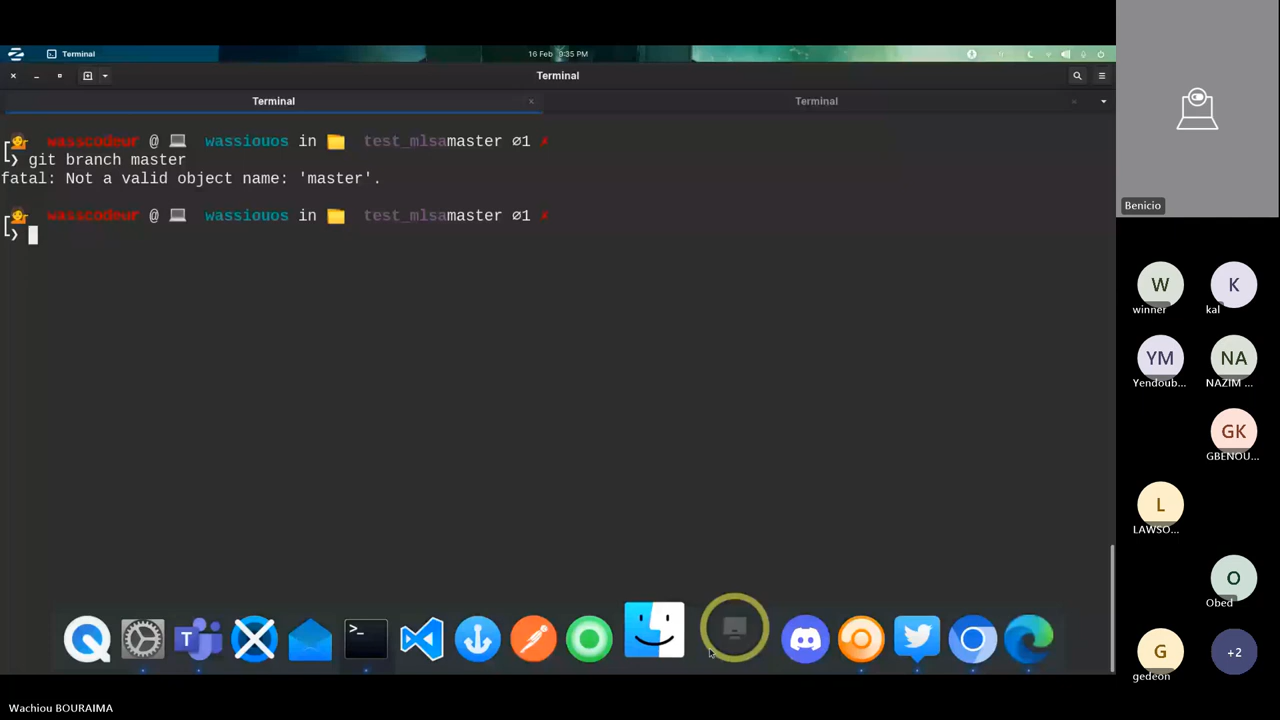 Terminal
16 Feb 9:35 PM
Terminal
Terminal
Terminal
wasscodeur @ wassiouos in test_mlsamaster ∅1 ✗
❯ git branch master
fatal: Not a valid object name: 'master'.
wasscodeur @ wassiouos in test_mlsamaster ∅1 ✗
❯
>_
T
Benicio
W
winner
K
kal
YM
Yendoub...
NA
NAZIM ...
GK
GBENOU...
L
LAWSO...
O
Obed
G
gedeon
+2
Wachiou BOURAIMA